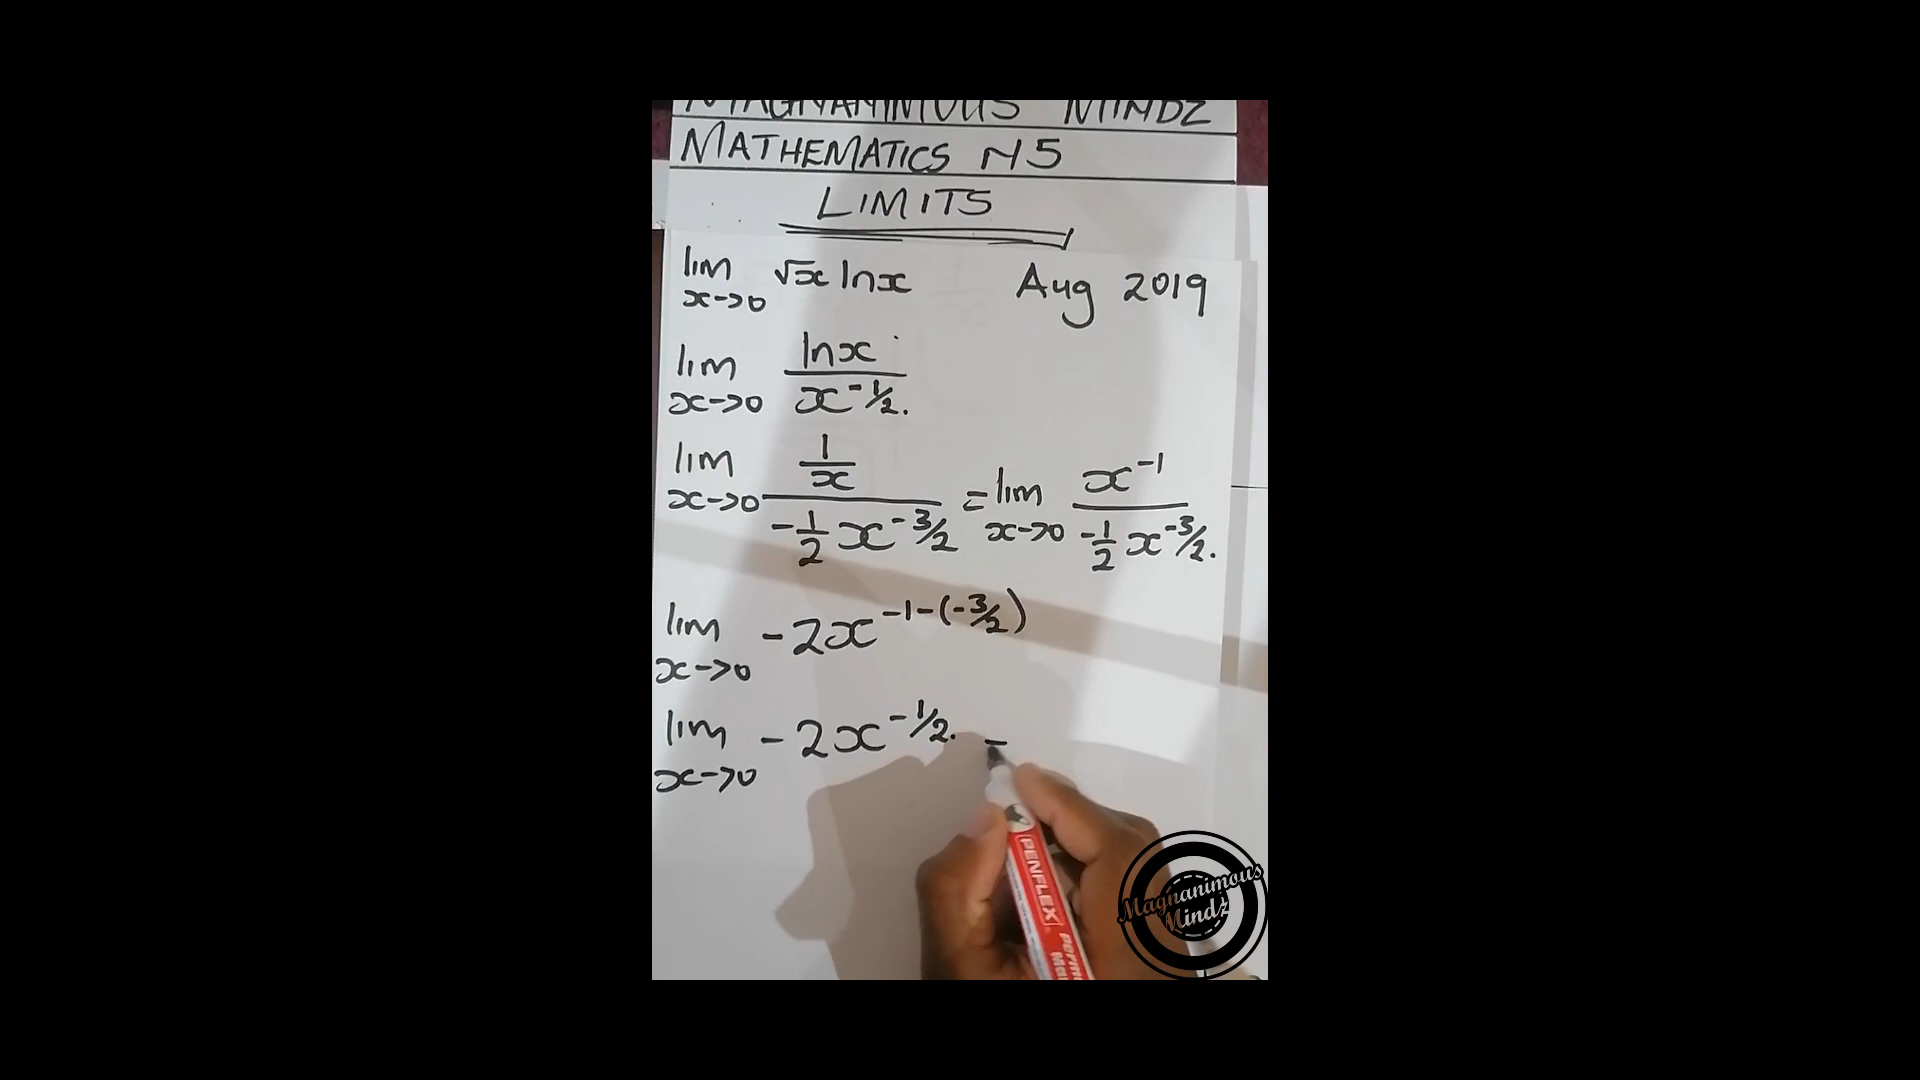 MAGNANIMOUS MINDZ
MATHEMATICS N5
LIMITS
lim x->0 √x lnx Aug 2019
lim x->0 lnx / x^-1/2.
lim x->0 (1/x) / (-1/2 x^-3/2) = lim x->0 x^-1 / (-1/2 x^-3/2).
lim x->0 -2x^-1-(-3/2)
lim x->0 -2x^-1/2. -
PENFLEX
Magnanimous
Mindz